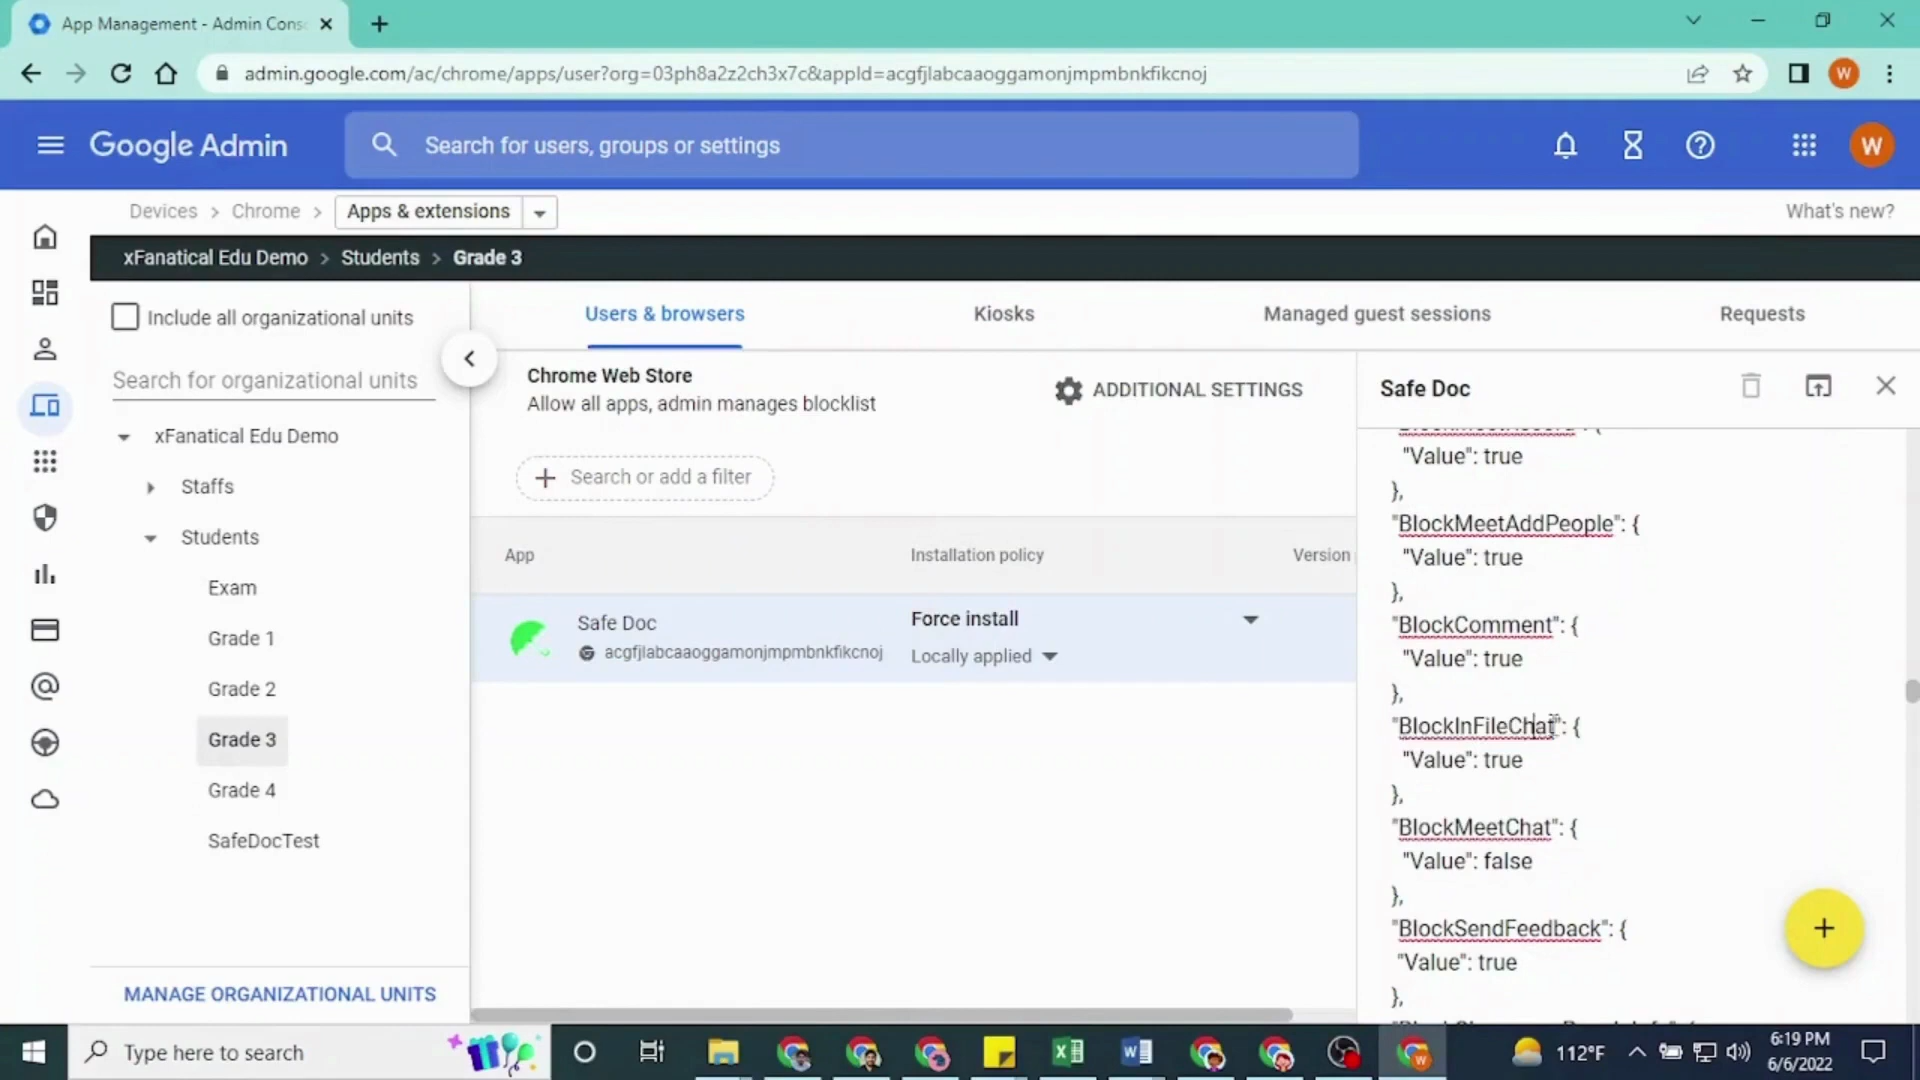 App Management - Admin Cons
admin.google.com/ac/chrome/apps/user?org=03ph8a2z2ch3x7c&appId=acgfjlabcaaoggamonjmpmbnkfikcnoj
W
Google Admin
Search for users, groups or settings
W
Devices > Chrome > Apps & extensions
What's new?
xFanatical Edu Demo > Students > Grade 3
Include all organizational units
Search for organizational units
xFanatical Edu Demo
Staffs
Students
Exam
Grade 1
Grade 2
Grade 3
Grade 4
SafeDocTest
MANAGE ORGANIZATIONAL UNITS
Users & browsers
Kiosks
Managed guest sessions
Requests
Chrome Web Store
Allow all apps, admin manages blocklist
ADDITIONAL SETTINGS
Search or add a filter
App
Installation policy
Version
Safe Doc
acgfjlabcaaoggamonjmpmbnkfikcnoj
Force install
Locally applied
Safe Doc
"Value": true
},
"BlockMeetAddPeople": {
"Value": true
},
"BlockComment": {
"Value": true
},
"BlockInFileChat": {
"Value": true
},
"BlockMeetChat": {
"Value": false
},
"BlockSendFeedback": {
"Value": true
},
Type here to search
112°F
6:19 PM
6/6/2022